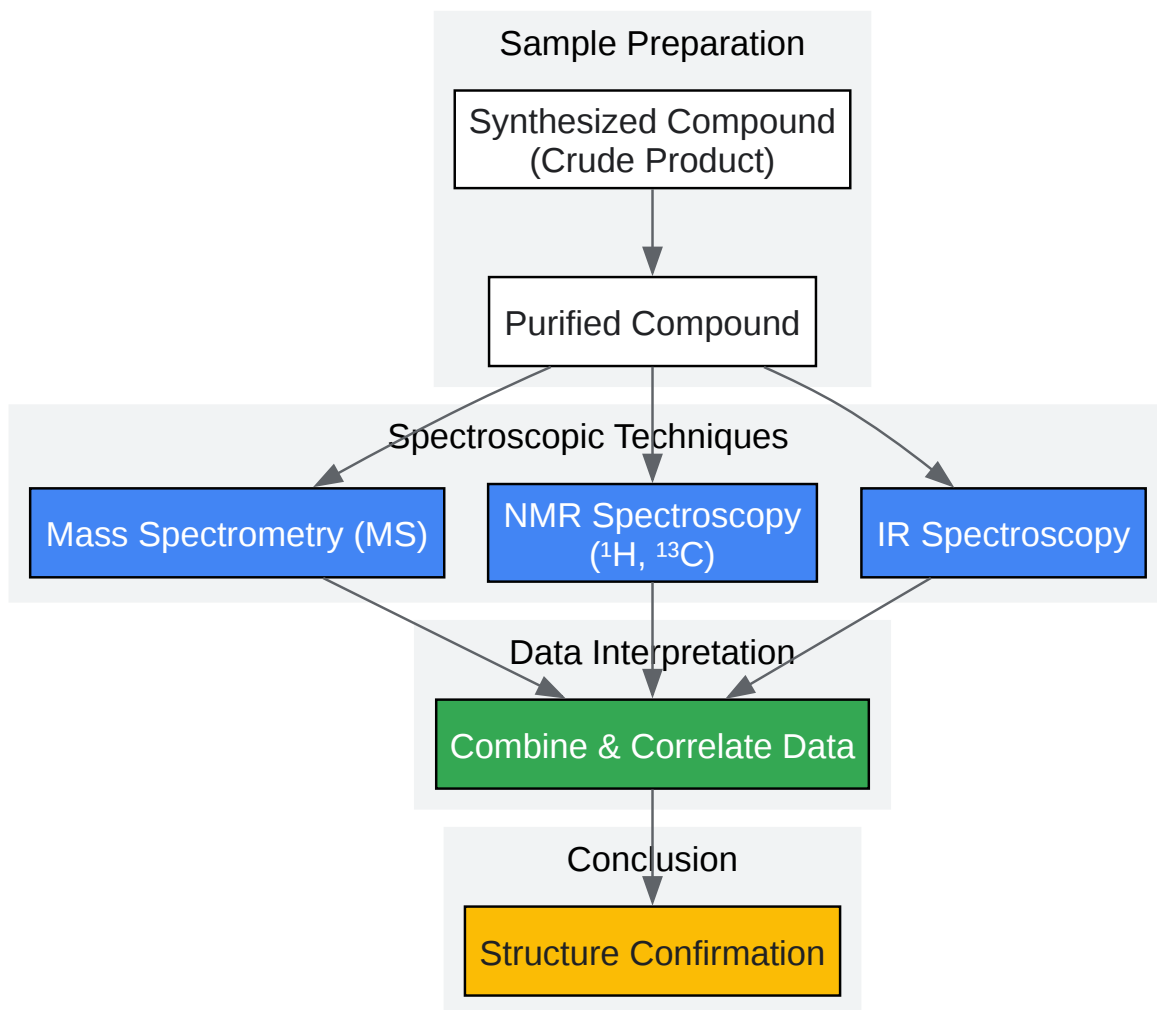 Sample Preparation
Synthesized Compound
(Crude Product)
Purified Compound
Spectroscopic Techniques
Mass Spectrometry (MS)
NMR Spectroscopy
(¹H, ¹³C)
IR Spectroscopy
Data Interpretation
Combine & Correlate Data
Conclusion
Structure Confirmation